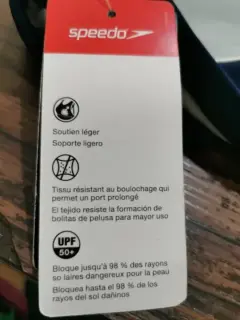 speedo
Soutien léger
Soporte ligero
Tissu résistant au boulochage qui
permet un port prolongé
El tejido resiste la formación de
bolitas de pelusa para mayor uso
UPF
50+
Bloque jusqu'à 98 % des rayons
so laires dangereux pour la peau
Bloquea hasta el 98 % de los
rayos del sol dañinos